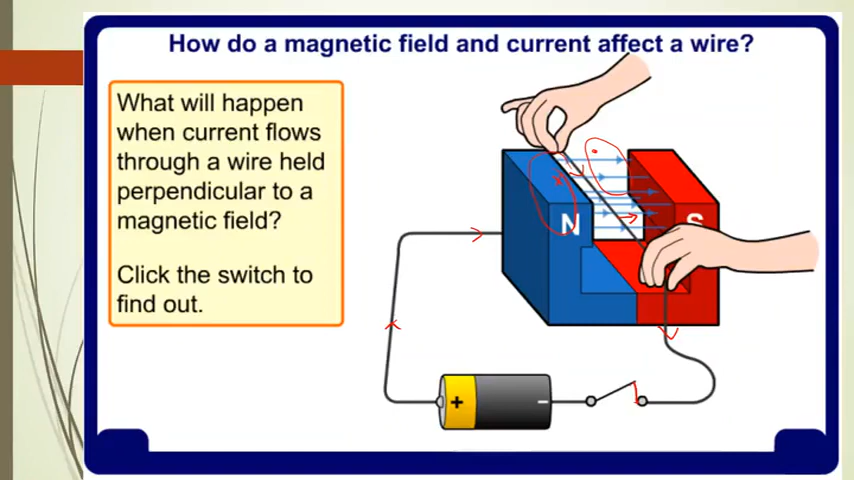 How do a magnetic field and current affect a wire?
What will happen
when current flows
through a wire held
perpendicular to a
magnetic field?
Click the switch to
find out.
N
S
+
−